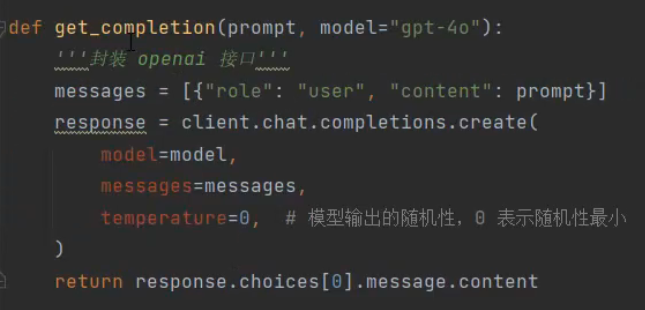 def get_completion(prompt, model="gpt-4o"):
    '''封装 openai 接口'''
    messages = [{"role": "user", "content": prompt}]
    response = client.chat.completions.create(
        model=model,
        messages=messages,
        temperature=0,  # 模型输出的随机性，0 表示随机性最小
    )
    return response.choices[0].message.content